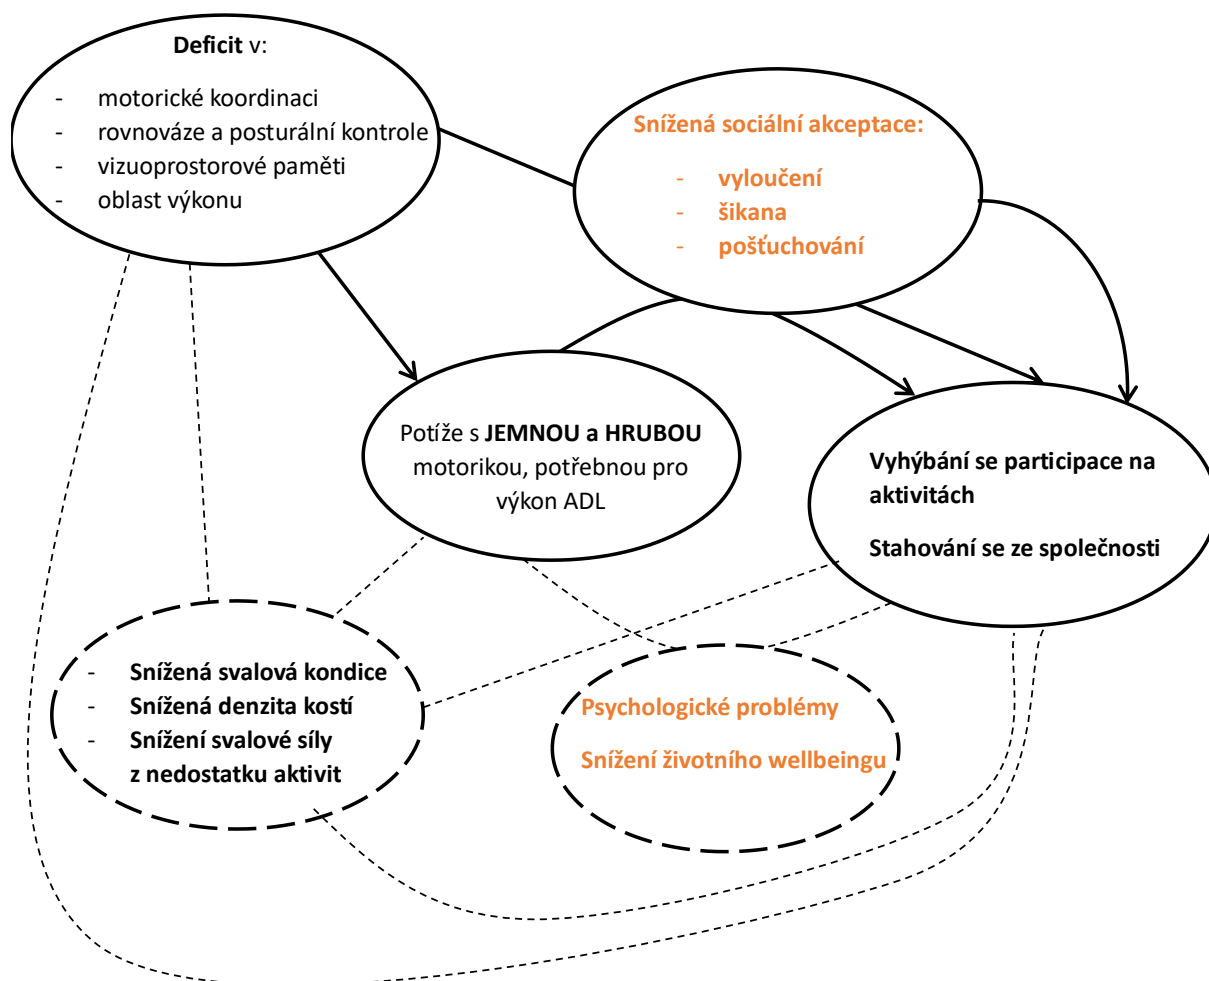 Deficit v:
- motorické koordinaci
- rovnováze a posturální kontrole
- vizuoprostorové paměti
- oblast výkonu
Snížená sociální akceptace:
- vyloučení
- šikana
- pošťuchování
Potíže s JEMNOU a HRUBOU
motorikou, potřebnou pro
výkon ADL
Vyhýbání se participace na
aktivitách
Stahování se ze společnosti
- Snížená svalová kondice
- Snížená denzita kostí
- Snížení svalové síly
z nedostatku aktivit
Psychologické problémy
Snížení životního wellbeingu